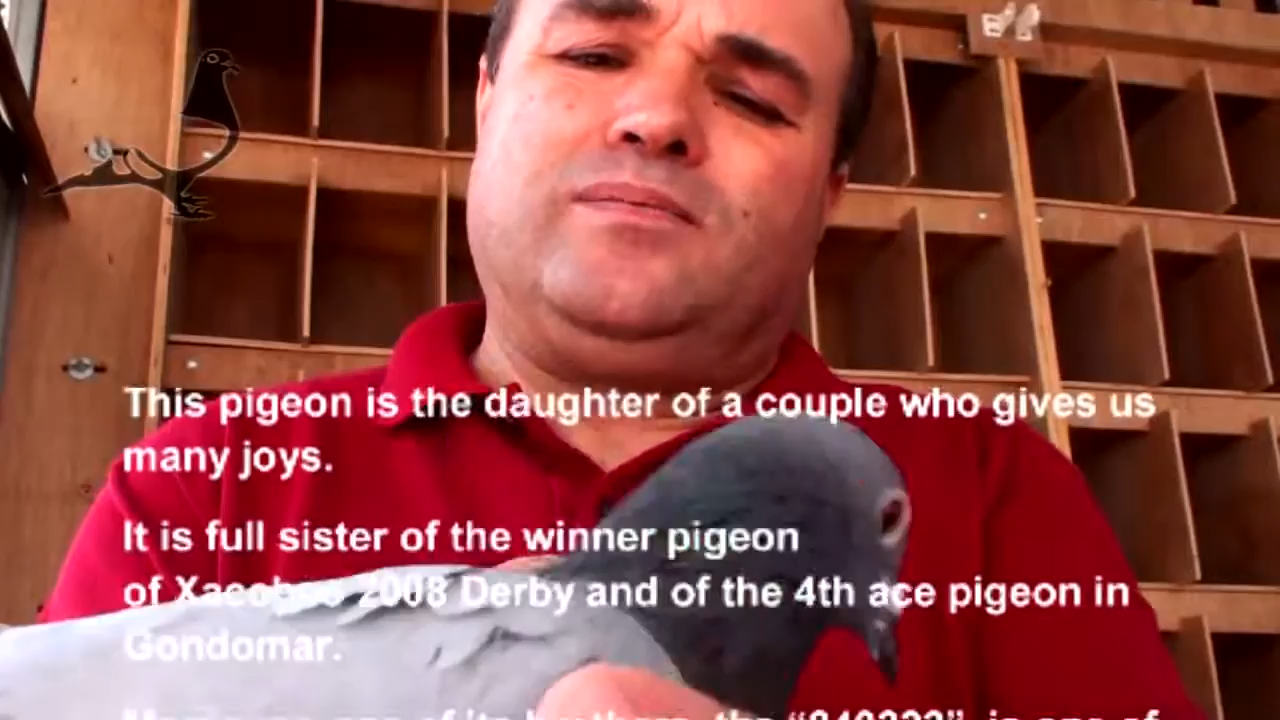 This pigeon is the daughter of a couple who gives us
many joys.
It is full sister of the winner pigeon
of Xacobeo 2008 Derby and of the 4th ace pigeon in
Gondomar.